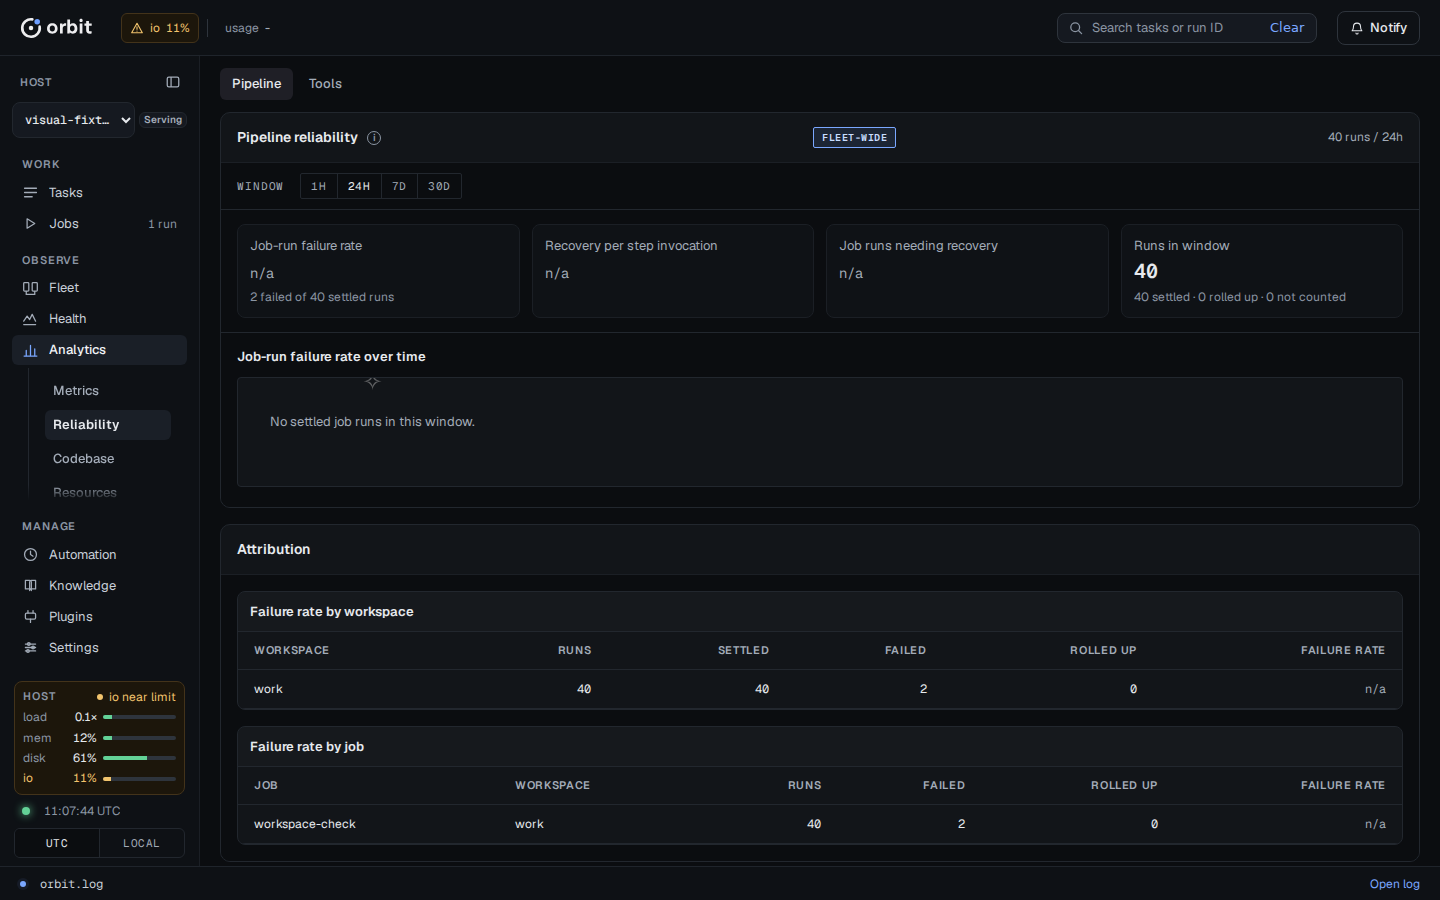 orbit
io 11%
usage -
Search tasks or run ID
Clear
Notify
HOST
visual-fixt…
Serving
WORK
Tasks
Jobs
1 run
OBSERVE
Fleet
Health
Analytics
Metrics
Reliability
Codebase
Resources
MANAGE
Automation
Knowledge
Plugins
Settings
HOST
io near limit
load 0.1×
mem 12%
disk 61%
io 11%
11:07:44 UTC
UTC
LOCAL
Pipeline
Tools
Pipeline reliability
FLEET-WIDE
40 runs / 24h
WINDOW
1H
24H
7D
30D
Job-run failure rate
n/a
2 failed of 40 settled runs
Recovery per step invocation
n/a
Job runs needing recovery
n/a
Runs in window
40
40 settled · 0 rolled up · 0 not counted
Job-run failure rate over time
No settled job runs in this window.
Attribution
Failure rate by workspace
WORKSPACE RUNS SETTLED FAILED ROLLED UP FAILURE RATE
work 40 40 2 0 n/a
Failure rate by job
JOB WORKSPACE RUNS FAILED ROLLED UP FAILURE RATE
workspace-check work 40 2 0 n/a
orbit.log
Open log